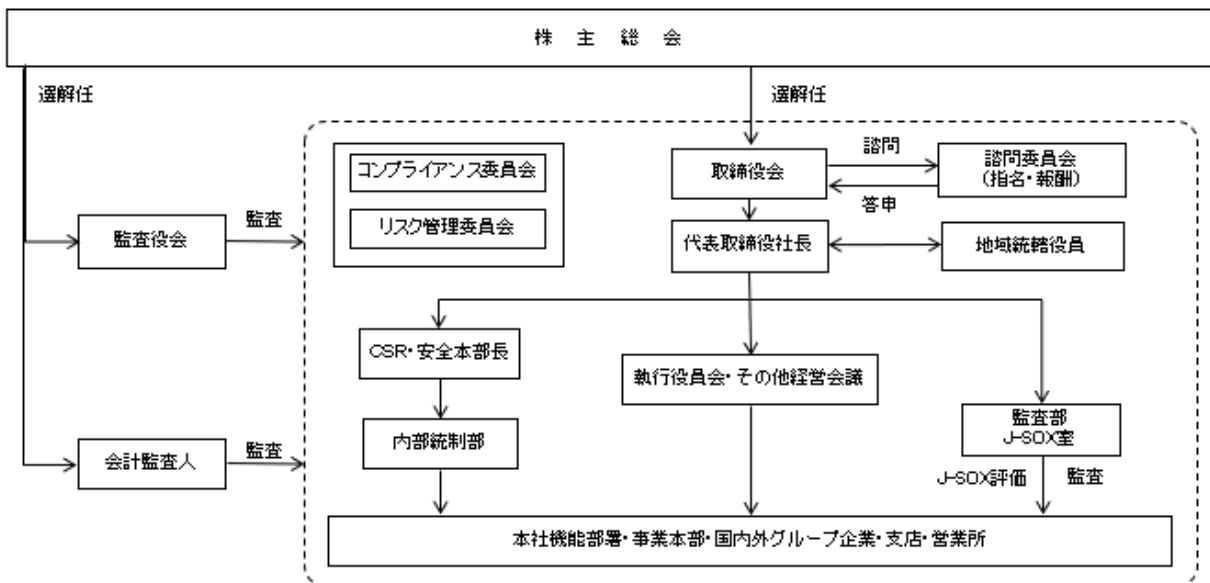 株 主 総 会
選解任
選解任
コンプライアンス委員会
リスク管理委員会
取締役会
諮問
答申
諮問委員会
(指名・報酬)
監査役会
監査
代表取締役社長
地域統轄役員
CSR・安全本部長
執行役員会・その他経営会議
内部統制部
監査部
J-SOX室
会計監査人
監査
J-SOX評価
監査
本社機能部署・事業本部・国内外グループ企業・支店・営業所